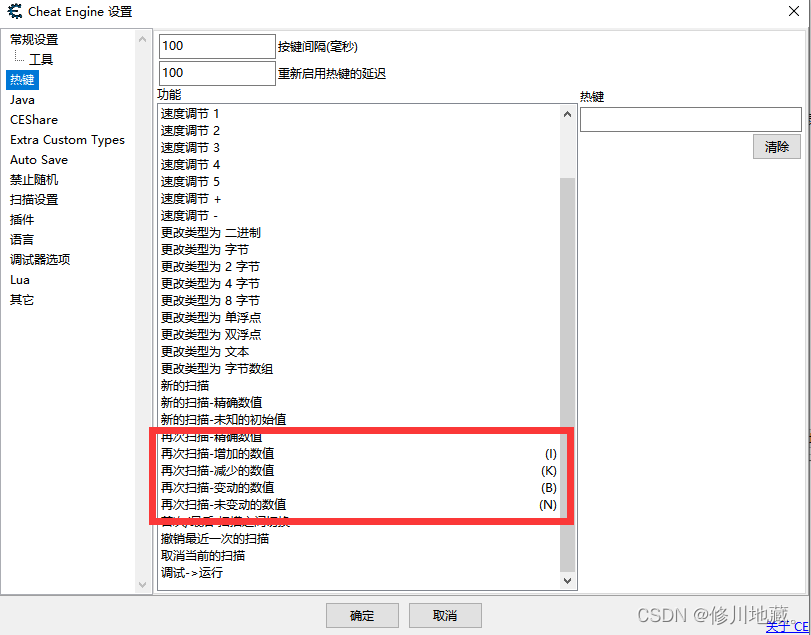 Cheat Engine 设置
常规设置
工具
热键
Java
CEShare
Extra Custom Types
Auto Save
禁止随机
扫描设置
插件
语言
调试器选项
Lua
其它
100 按键间隔(毫秒)
100 重新启用热键的延迟
功能
速度调节 1
速度调节 2
速度调节 3
速度调节 4
速度调节 5
速度调节 +
速度调节 -
更改类型为 二进制
更改类型为 字节
更改类型为 2 字节
更改类型为 4 字节
更改类型为 8 字节
更改类型为 单浮点
更改类型为 双浮点
更改类型为 文本
更改类型为 字节数组
新的扫描
新的扫描-精确数值
新的扫描-未知的初始值
再次扫描-精确数值
再次扫描-增加的数值 (I)
再次扫描-减少的数值 (K)
再次扫描-变动的数值 (B)
再次扫描-未变动的数值 (N)
首次/最后 扫描之间切换
撤销最近一次的扫描
取消当前的扫描
调试->运行
热键
清除
确定
取消
CSDN @修川地藏
关于 CE